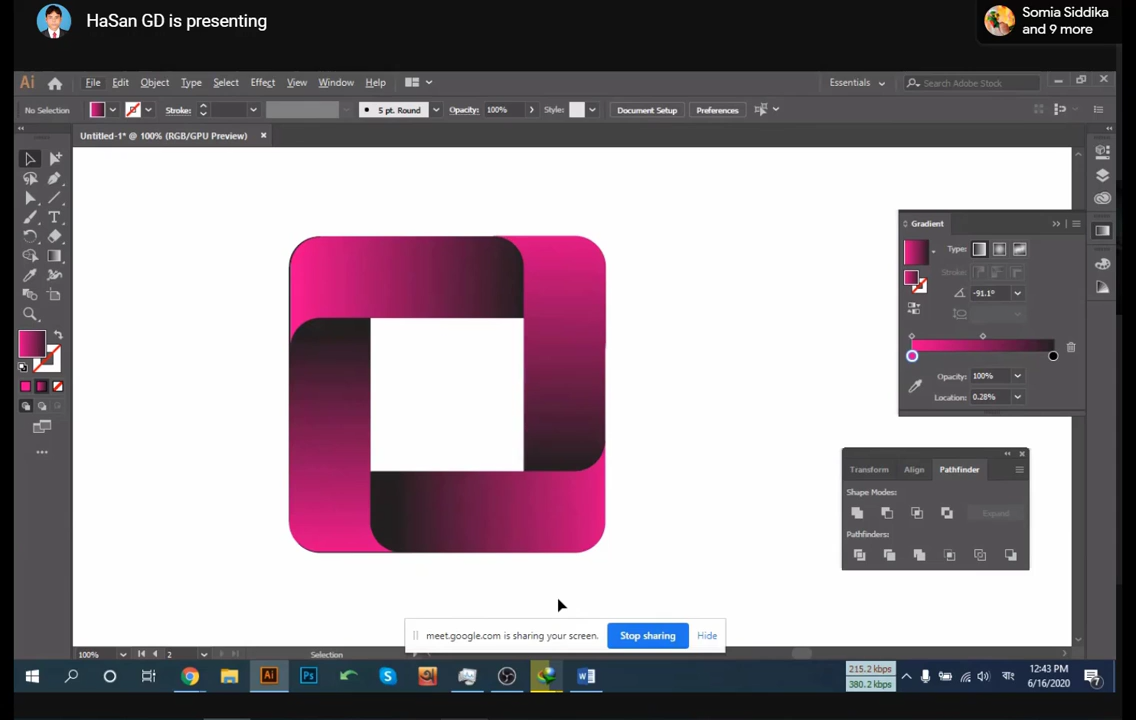 HaSan GD is presenting
Somia Siddika
and 9 more
Ai File Edit Object Type Select Effect View Window Help Essentials Search Adobe Stock
No Selection Stroke: 5 pt. Round Opacity: 100% Style: Document Setup Preferences
Untitled-1* @ 100% (RGB/GPU Preview)
Gradient
Type:
Stroke:
-91.1°
Opacity: 100%
Location: 0.28%
Transform Align Pathfinder
Shape Modes:
Expand
Pathfinders:
meet.google.com is sharing your screen. Stop sharing Hide
100% 2 Selection
215.2 kbps
380.2 kbps
Ai Ps S W বাং
12:43 PM
6/16/2020
7